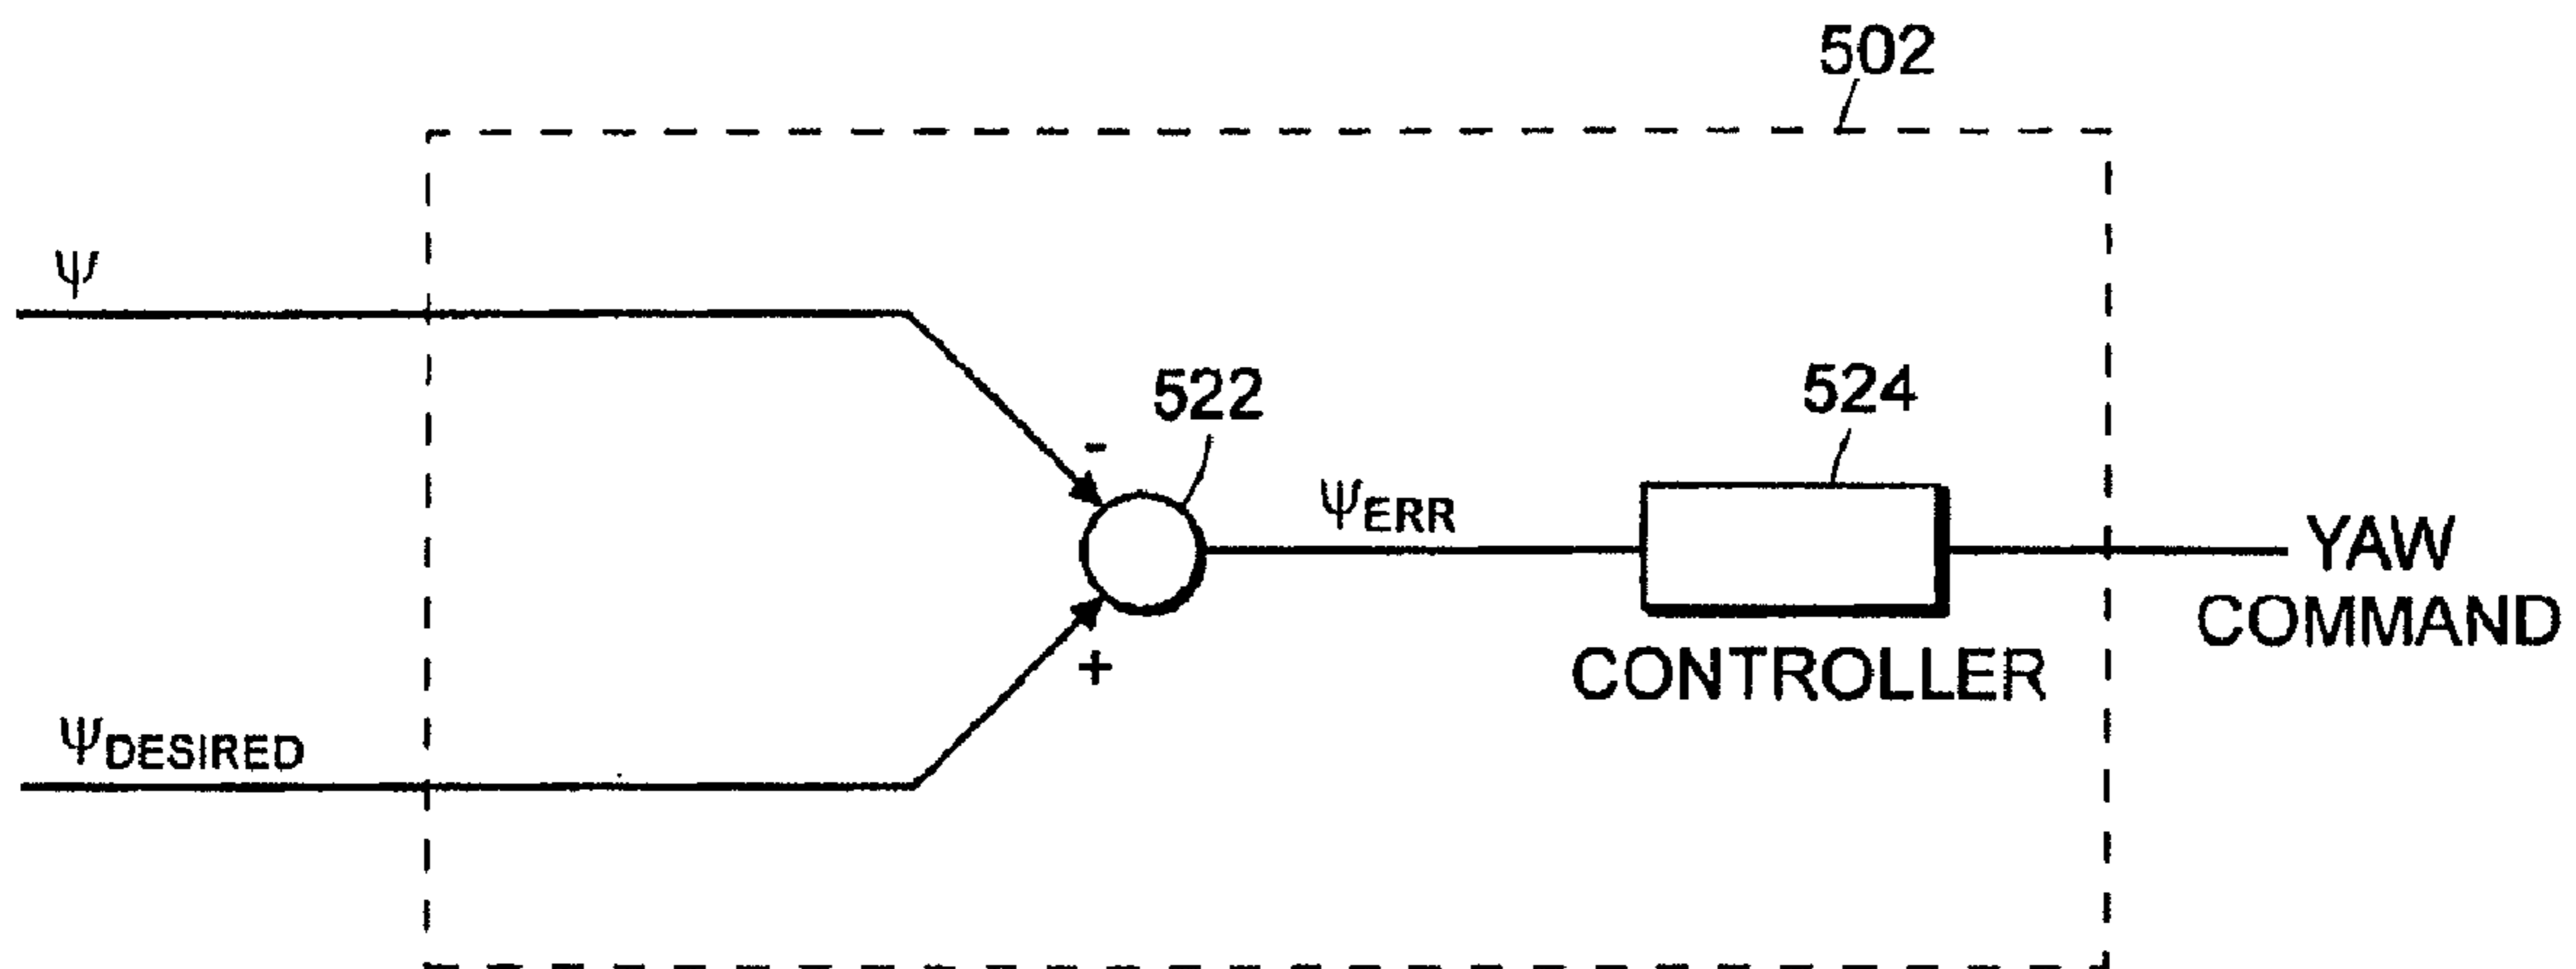 502
ψ
-
522
524
ψERR
YAW
COMMAND
+
CONTROLLER
ψDESIRED